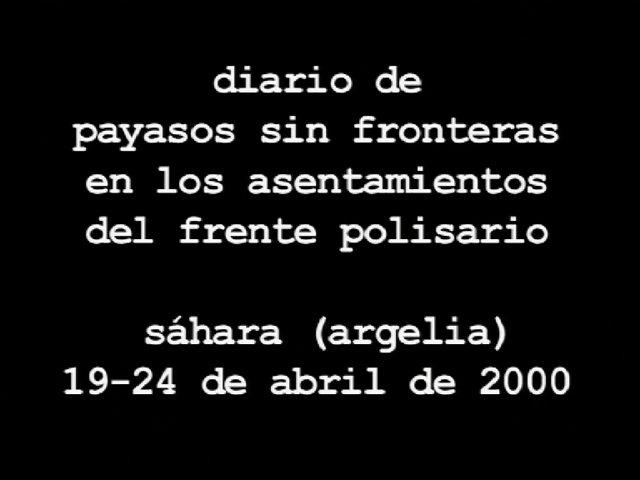 diario de
payasos sin fronteras
en los asentamientos
del frente polisario
sáhara (argelia)
19-24 de abril de 2000